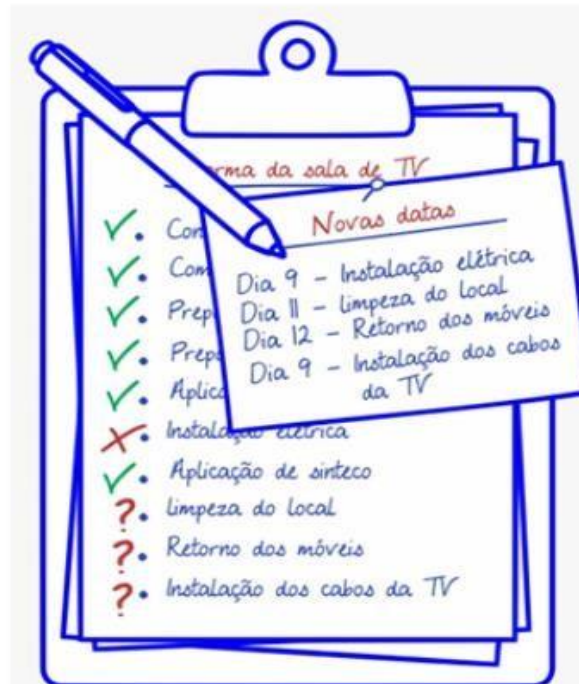 rma da sala de TV
Con
Com
Prep
Prep
Aplic
Instalação elétrica
Aplicação de sinteco
Limpeza do local
Retorno dos móveis
Instalação dos cabos da TV
Novas datas
Dia 9 - Instalação elétrica
Dia 11 - Limpeza do local
Dia 12 - Retorno dos móveis
Dia 9 - Instalação dos cabos
da TV